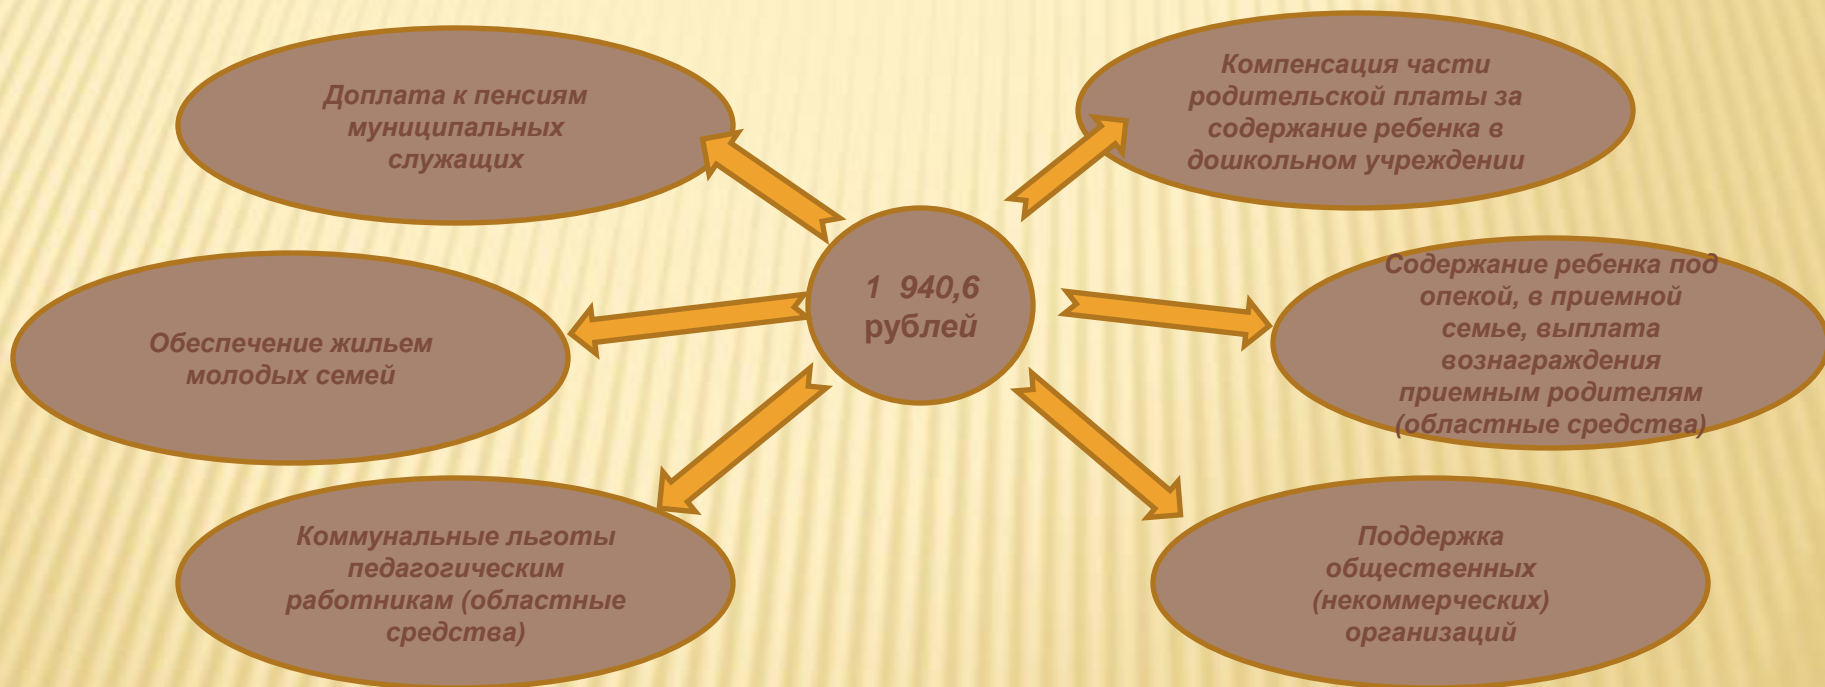 Доплата к пенсиям
муниципальных
служащих
Компенсация части
родительской платы за
содержание ребенка в
дошкольном учреждении
1 940,6
рублей
Обеспечение жильем
молодых семей
Содержание ребенка под
опекой, в приемной
семье, выплата
вознаграждения
приемным родителям
(областные средства)
Коммунальные льготы
педагогическим
работникам (областные
средства)
Поддержка
общественных
(некоммерческих)
организаций